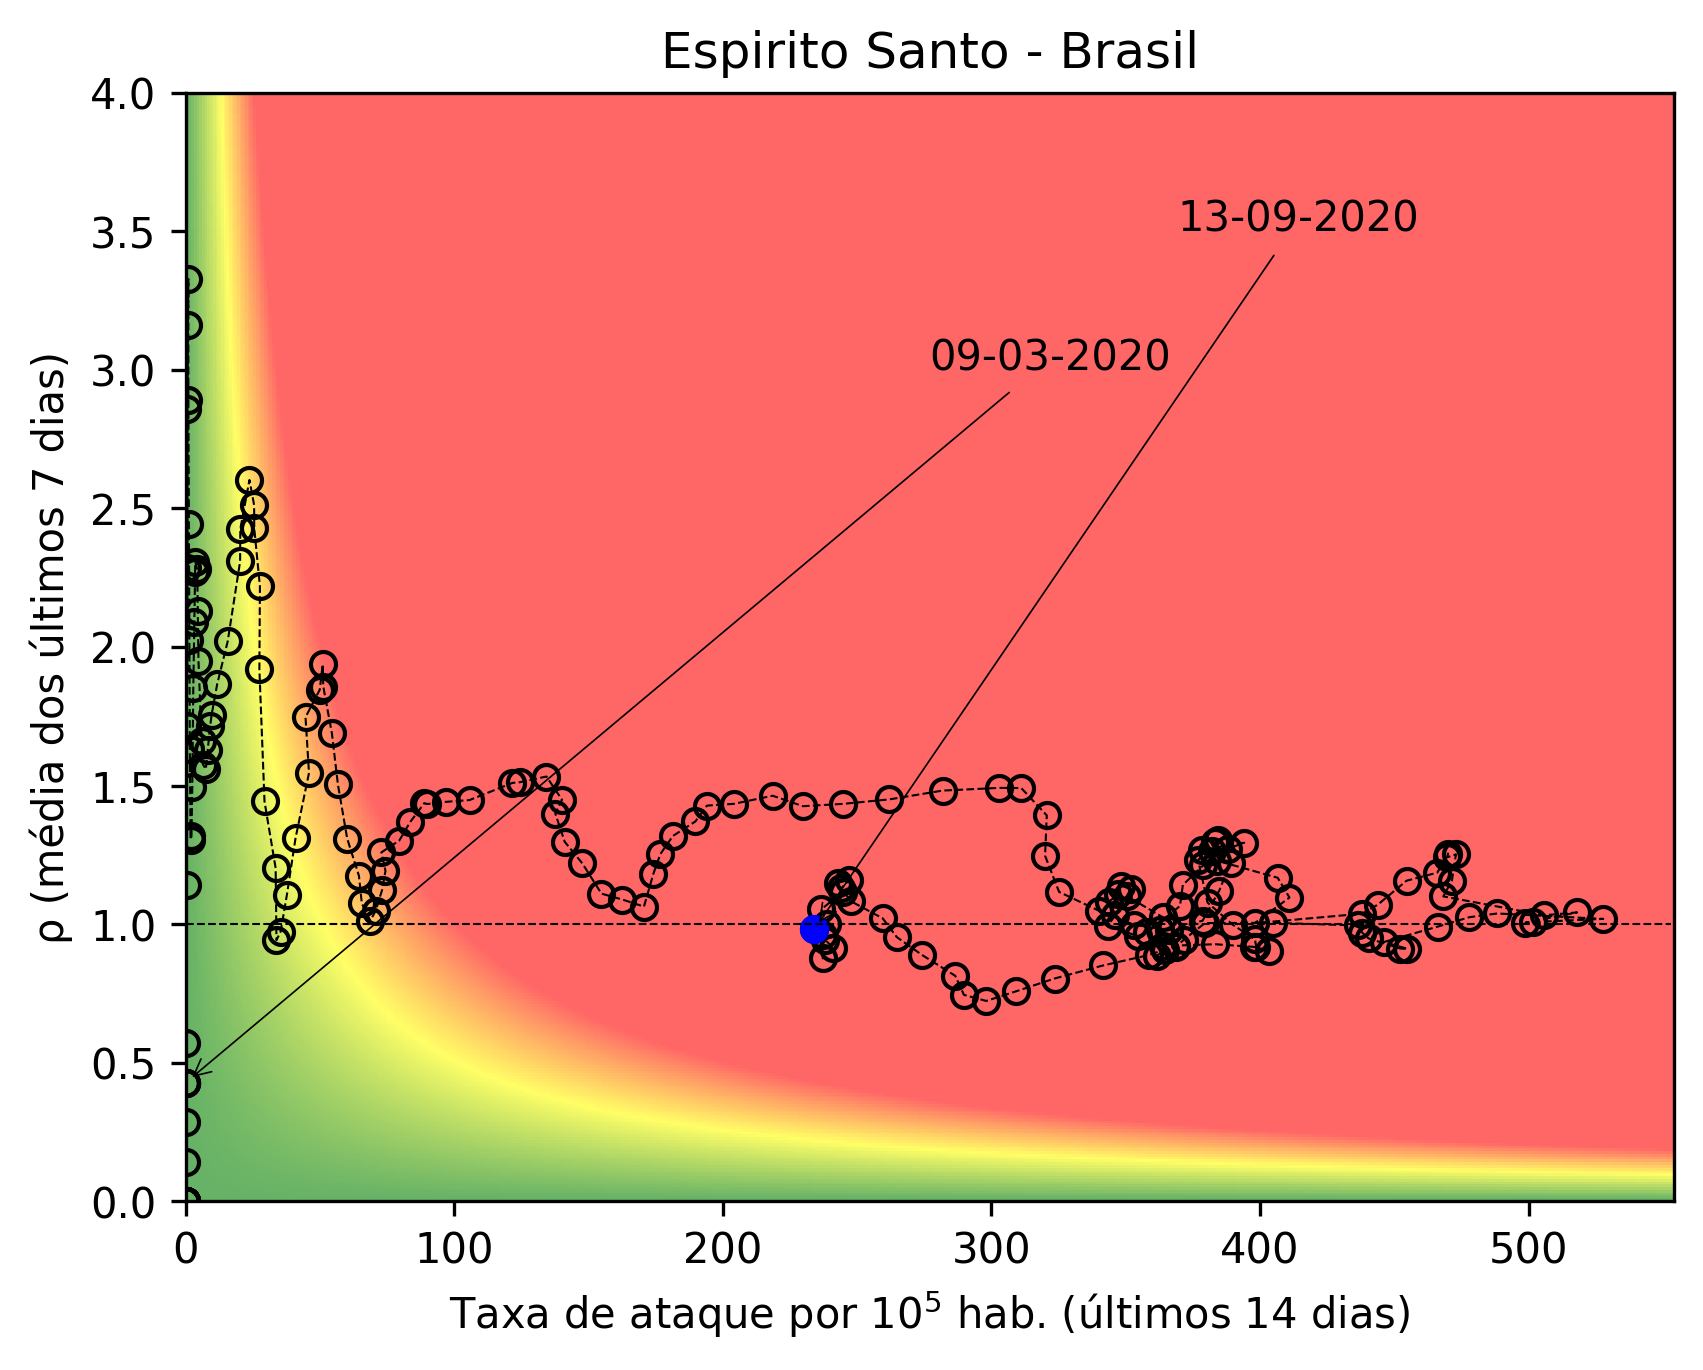 Espirito Santo - Brasil
4.0
3.5
3.0
2.5
2.0
1.5
1.0
0.5
0.0
ρ (média dos últimos 7 dias)
13-09-2020
09-03-2020
0 100 200 300 400 500
Taxa de ataque por 10⁵ hab. (últimos 14 dias)